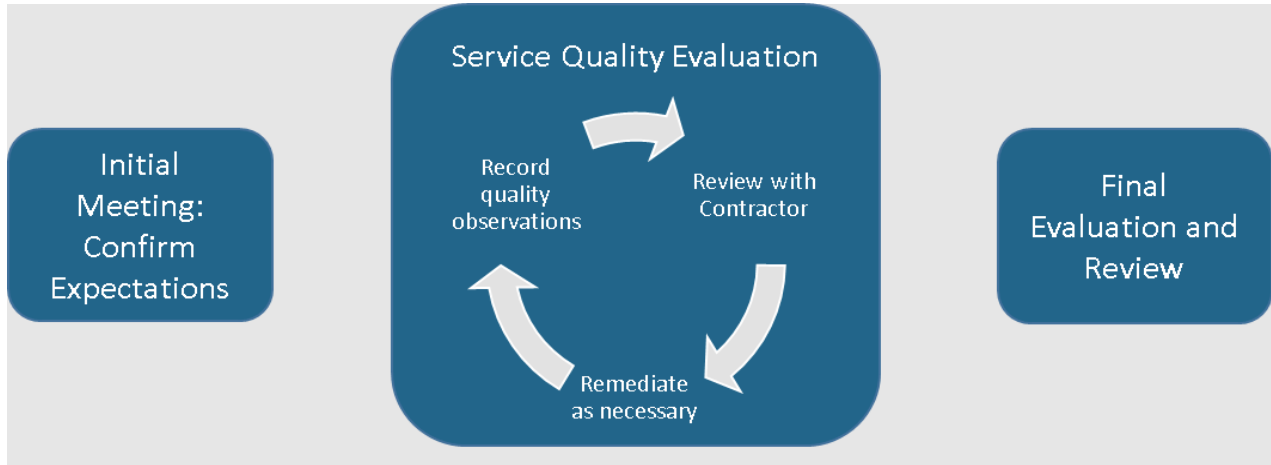 Initial
Meeting:
Confirm
Expectations
Service Quality Evaluation
Record
quality
observations
Review with
Contractor
Remediate
as necessary
Final
Evaluation and
Review